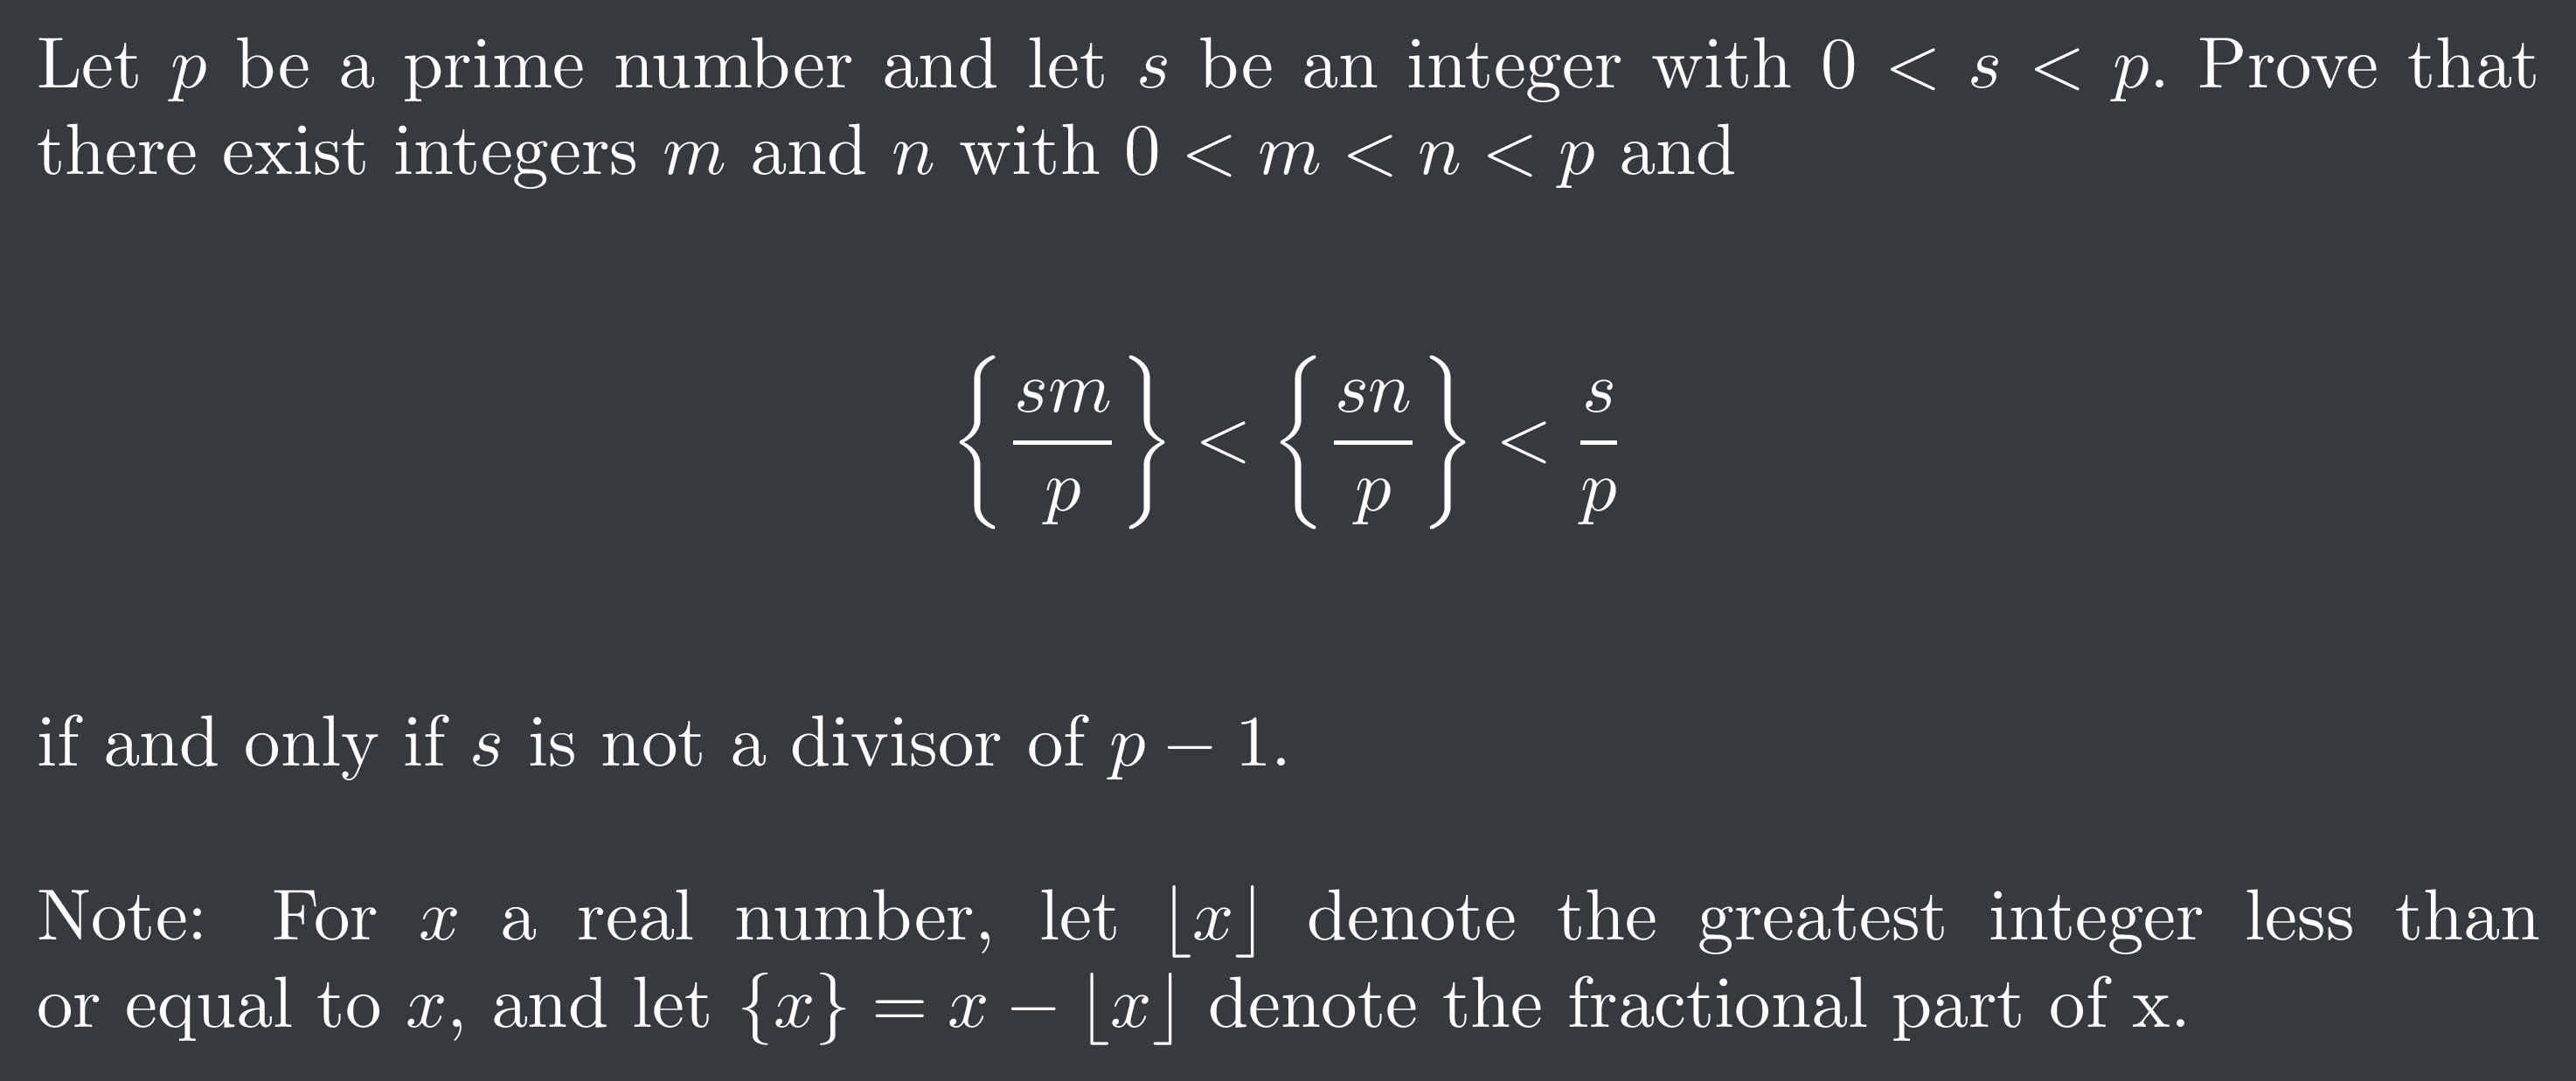 Let p be a prime number and let s be an integer with 0 < s < p. Prove that
there exist integers m and n with 0 < m < n < p and
{sm/p} < {sn/p} < s/p
if and only if s is not a divisor of p − 1.
Note: For x a real number, let ⌊x⌋ denote the greatest integer less than
or equal to x, and let {x} = x − ⌊x⌋ denote the fractional part of x.